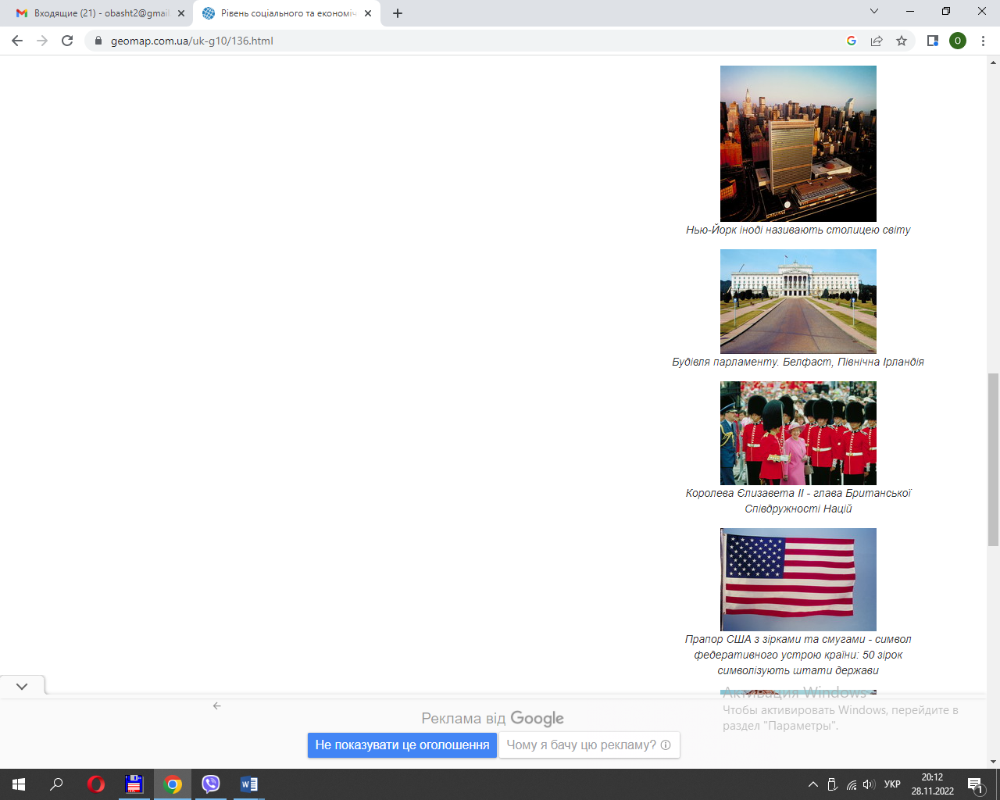 Входящие (21) - obasht2@gmail
Рівень соціального та економіч
geomap.com.ua/uk-g10/136.html
O
Нью-Йорк іноді називають столицею світу
Будівля парламенту. Белфаст, Північна Ірландія
Королева Єлизавета II - глава Британської
Співдружності Націй
Прапор США з зірками та смугами - символ
федеративного устрою країни: 50 зірок
символізують штати держави
Активация Windows
Чтобы активировать Windows, перейдите в
раздел "Параметры".
Реклама від Google
Не показувати це оголошення
Чому я бачу цю рекламу?
УКР
20:12
28.11.2022
1